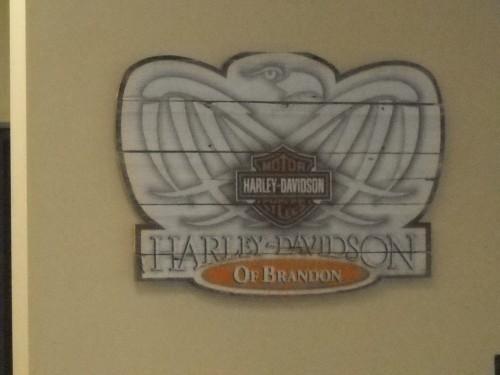 MOTOR
HARLEY-DAVIDSON
CYCLES
HARLEY-DAVIDSON
OF BRANDON